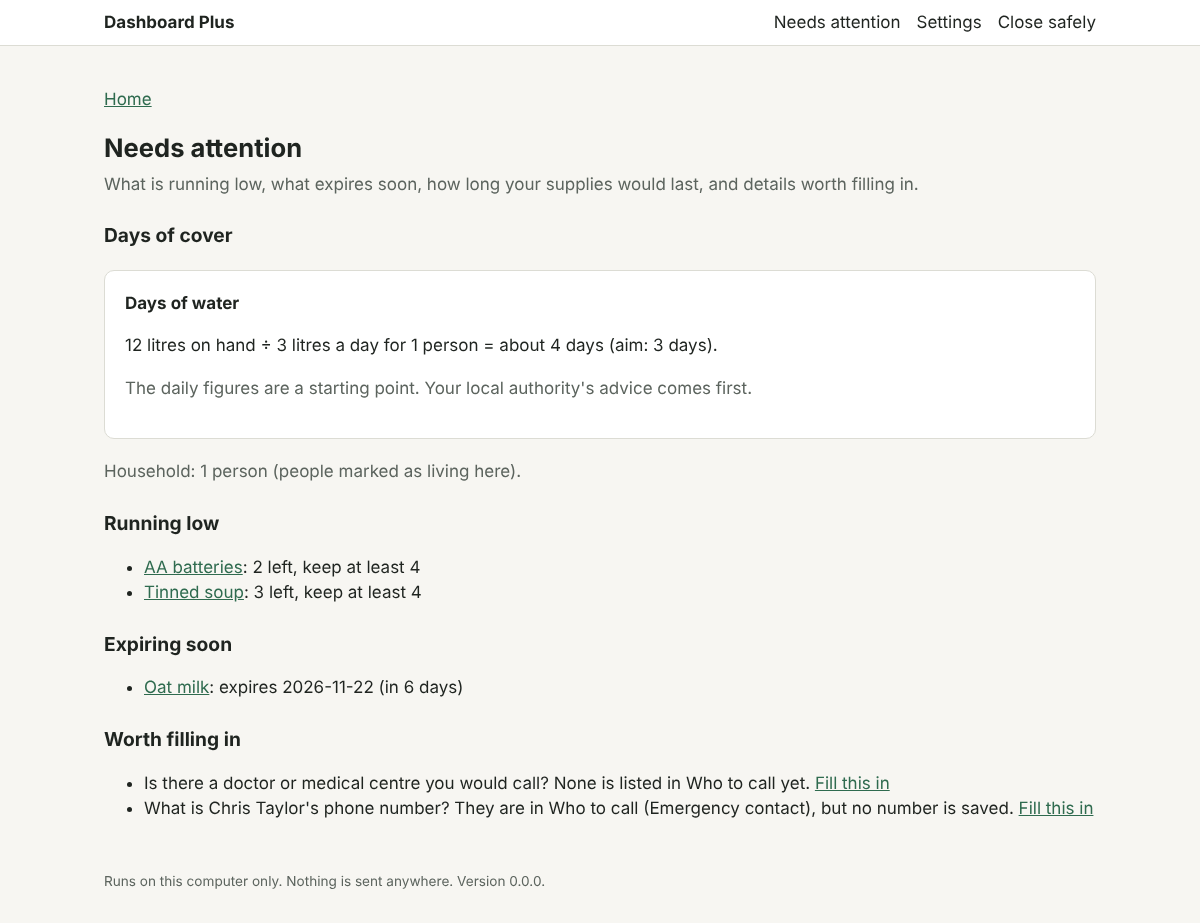 Dashboard Plus
Needs attention Settings Close safely
Home
Needs attention
What is running low, what expires soon, how long your supplies would last, and details worth filling in.
Days of cover
Days of water
12 litres on hand ÷ 3 litres a day for 1 person = about 4 days (aim: 3 days).
The daily figures are a starting point. Your local authority's advice comes first.
Household: 1 person (people marked as living here).
Running low
AA batteries: 2 left, keep at least 4
Tinned soup: 3 left, keep at least 4
Expiring soon
Oat milk: expires 2026-11-22 (in 6 days)
Worth filling in
Is there a doctor or medical centre you would call? None is listed in Who to call yet. Fill this in
What is Chris Taylor's phone number? They are in Who to call (Emergency contact), but no number is saved. Fill this in
Runs on this computer only. Nothing is sent anywhere. Version 0.0.0.